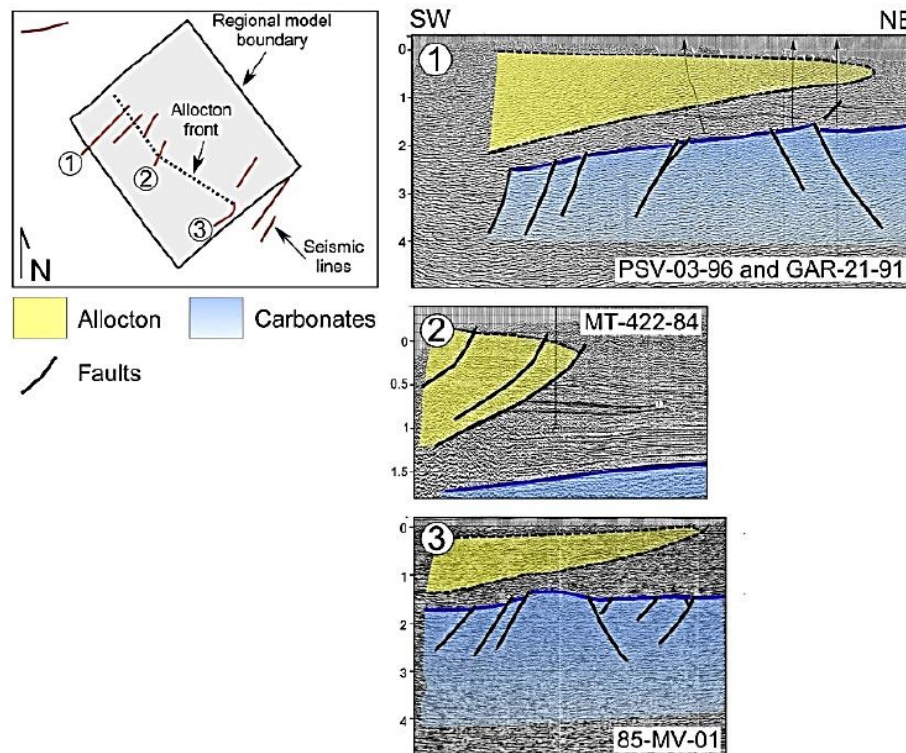 Regional model
boundary
Allocton
front
1
2
3
N
Seismic
lines
Allocton
Carbonates
Faults
SW
NE
1
0
1
2
3
4
PSV-03-96 and GAR-21-91
2
MT-422-84
0
0.5
1
1.5
3
0
1
2
3
4
85-MV-01